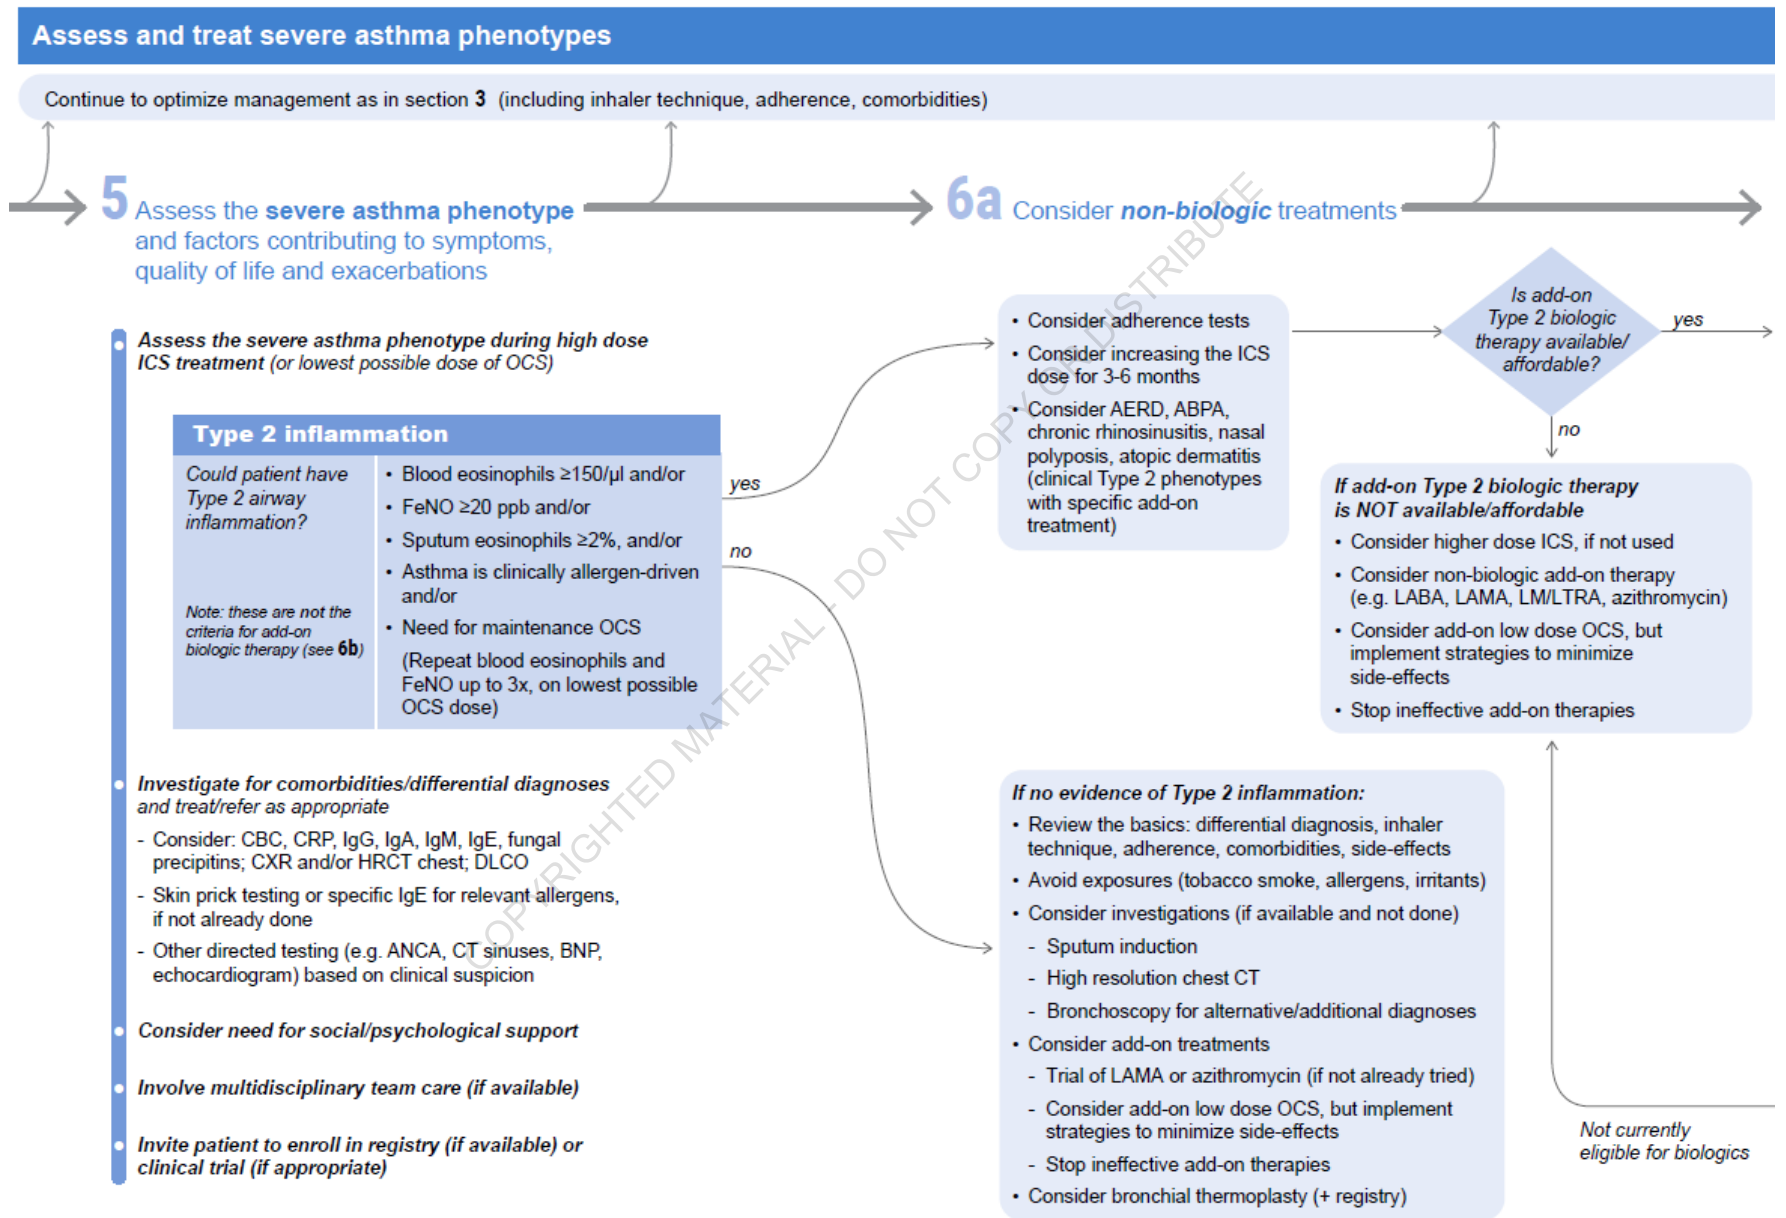 Assess and treat severe asthma phenotypes
Continue to optimize management as in section 3 (including inhaler technique, adherence, comorbidities)
5 Assess the severe asthma phenotype
and factors contributing to symptoms,
quality of life and exacerbations
Assess the severe asthma phenotype during high dose
ICS treatment (or lowest possible dose of OCS)
Type 2 inflammation
Could patient have
Type 2 airway
inflammation?
Note: these are not the
criteria for add-on
biologic therapy (see 6b)
• Blood eosinophils ≥150/μl and/or
• FeNO ≥20 ppb and/or
• Sputum eosinophils ≥2%, and/or
• Asthma is clinically allergen-driven
and/or
• Need for maintenance OCS
(Repeat blood eosinophils and
FeNO up to 3x, on lowest possible
OCS dose)
yes
no
Investigate for comorbidities/differential diagnoses
and treat/refer as appropriate
- Consider: CBC, CRP, IgG, IgA, IgM, IgE, fungal
precipitins; CXR and/or HRCT chest; DLCO
- Skin prick testing or specific IgE for relevant allergens,
if not already done
- Other directed testing (e.g. ANCA, CT sinuses, BNP,
echocardiogram) based on clinical suspicion
Consider need for social/psychological support
Involve multidisciplinary team care (if available)
Invite patient to enroll in registry (if available) or
clinical trial (if appropriate)
6a Consider non-biologic treatments
• Consider adherence tests
• Consider increasing the ICS
dose for 3-6 months
• Consider AERD, ABPA,
chronic rhinosinusitis, nasal
polyposis, atopic dermatitis
(clinical Type 2 phenotypes
with specific add-on
treatment)
Is add-on
Type 2 biologic
therapy available/
affordable?
yes
no
If add-on Type 2 biologic therapy
is NOT available/affordable
• Consider higher dose ICS, if not used
• Consider non-biologic add-on therapy
(e.g. LABA, LAMA, LM/LTRA, azithromycin)
• Consider add-on low dose OCS, but
implement strategies to minimize
side-effects
• Stop ineffective add-on therapies
If no evidence of Type 2 inflammation:
• Review the basics: differential diagnosis, inhaler
technique, adherence, comorbidities, side-effects
• Avoid exposures (tobacco smoke, allergens, irritants)
• Consider investigations (if available and not done)
- Sputum induction
- High resolution chest CT
- Bronchoscopy for alternative/additional diagnoses
• Consider add-on treatments
- Trial of LAMA or azithromycin (if not already tried)
- Consider add-on low dose OCS, but implement
strategies to minimize side-effects
- Stop ineffective add-on therapies
• Consider bronchial thermoplasty (+ registry)
Not currently
eligible for biologics
COPYRIGHTED MATERIAL - DO NOT COPY OR DISTRIBUTE